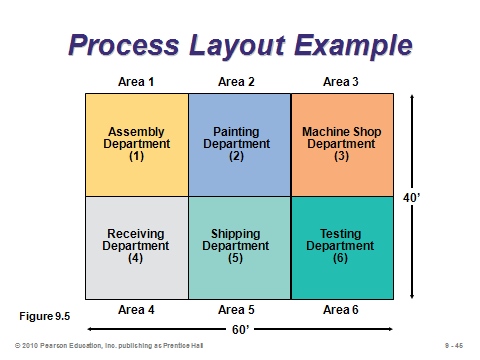 Process Layout Example
Area 1 Area 2 Area 3
Assembly
Department
(1)
Painting
Department
(2)
Machine Shop
Department
(3)
40’
Receiving
Department
(4)
Shipping
Department
(5)
Testing
Department
(6)
Figure 9.5
Area 4 Area 5 Area 6
60’
© 2010 Pearson Education, Inc. publishing as Prentice Hall
9 - 45